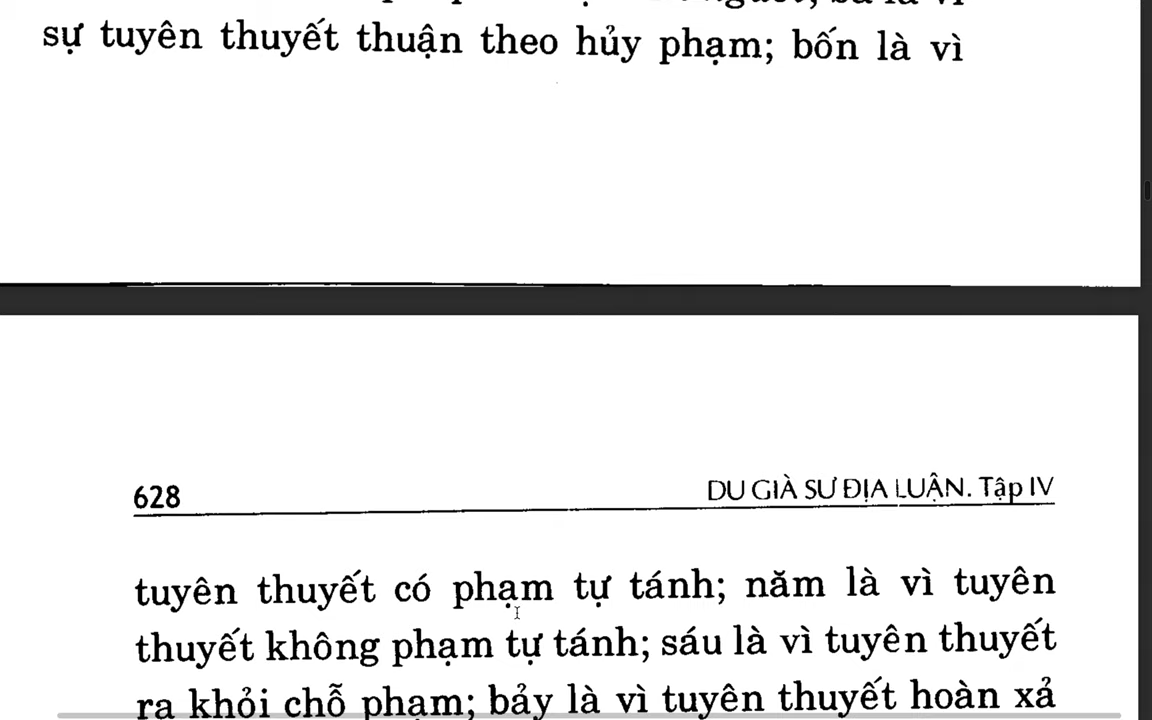 sự tuyên thuyết thuận theo hủy phạm; bốn là vì
628
DU GIÀ SƯ ĐỊA LUẬN. Tập IV
tuyên thuyết có phạm tự tánh; năm là vì tuyên
thuyết không phạm tự tánh; sáu là vì tuyên thuyết
ra khỏi chỗ phạm; bảy là vì tuyên thuyết hoàn xả